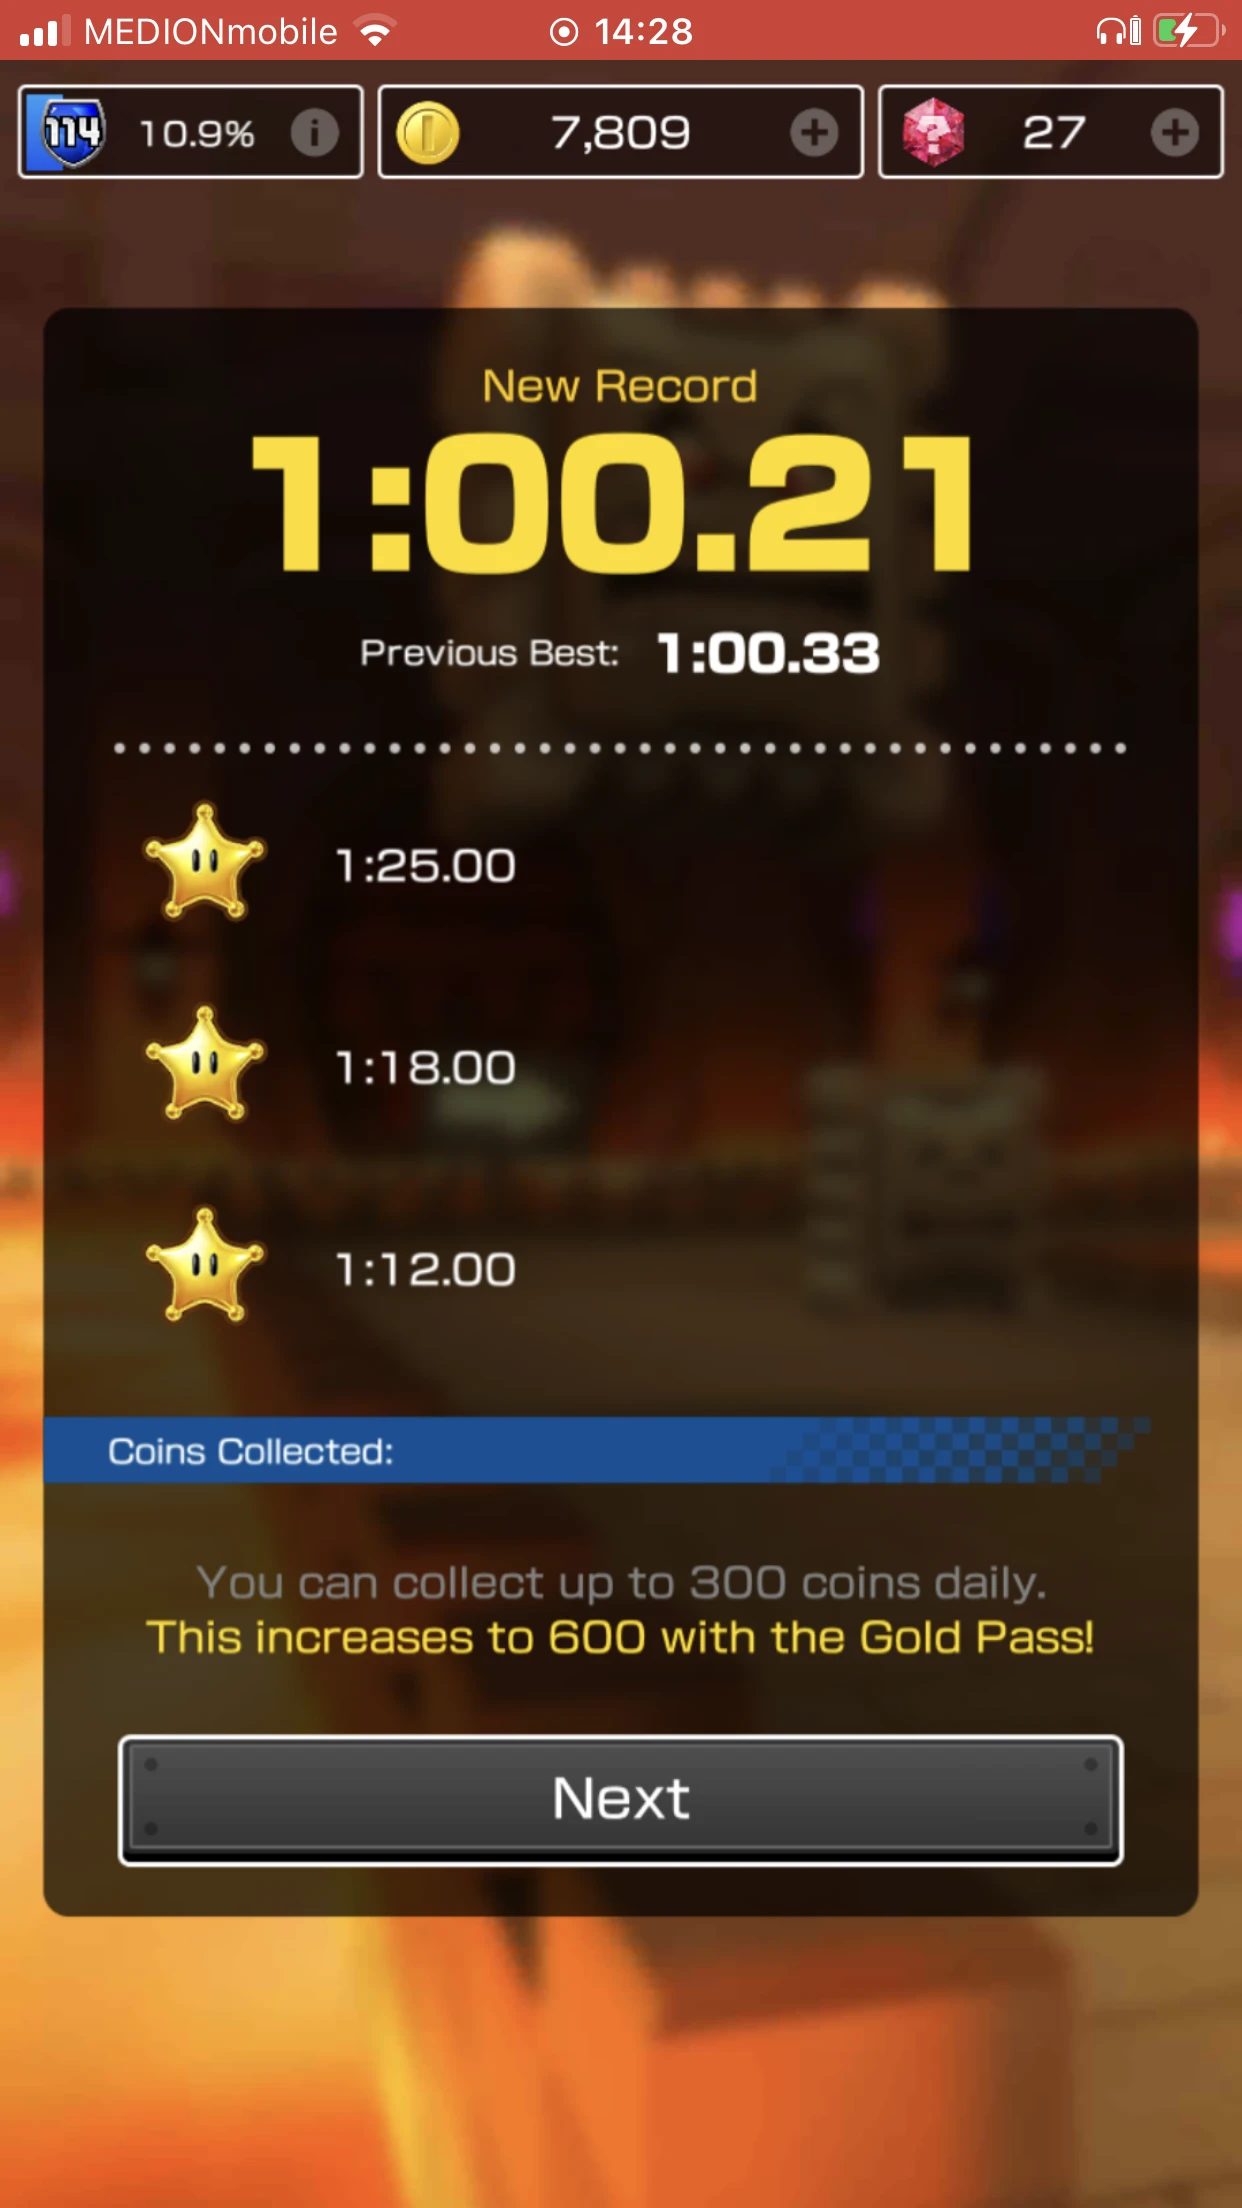 MEDIONmobile 14:28
114 10.9% i 7,809 + ? 27 +
New Record
1:00.21
Previous Best: 1:00.33
1:25.00
1:18.00
1:12.00
Coins Collected:
You can collect up to 300 coins daily.
This increases to 600 with the Gold Pass!
Next